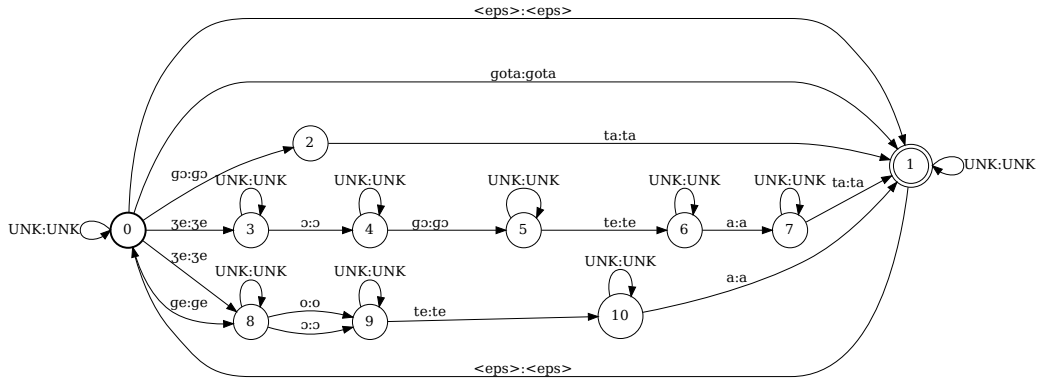 <eps>:<eps>
gota:gota
2
ta:ta
1
UNK:UNK
gɔ:gɔ
UNK:UNK
UNK:UNK
UNK:UNK
UNK:UNK
UNK:UNK
ta:ta
UNK:UNK
0
ʒe:ʒe
3
ɔ:ɔ
4
gɔ:gɔ
5
te:te
6
a:a
7
ʒe:ʒe
UNK:UNK
UNK:UNK
UNK:UNK
a:a
ge:ge
8
o:o
ɔ:ɔ
9
te:te
10
<eps>:<eps>